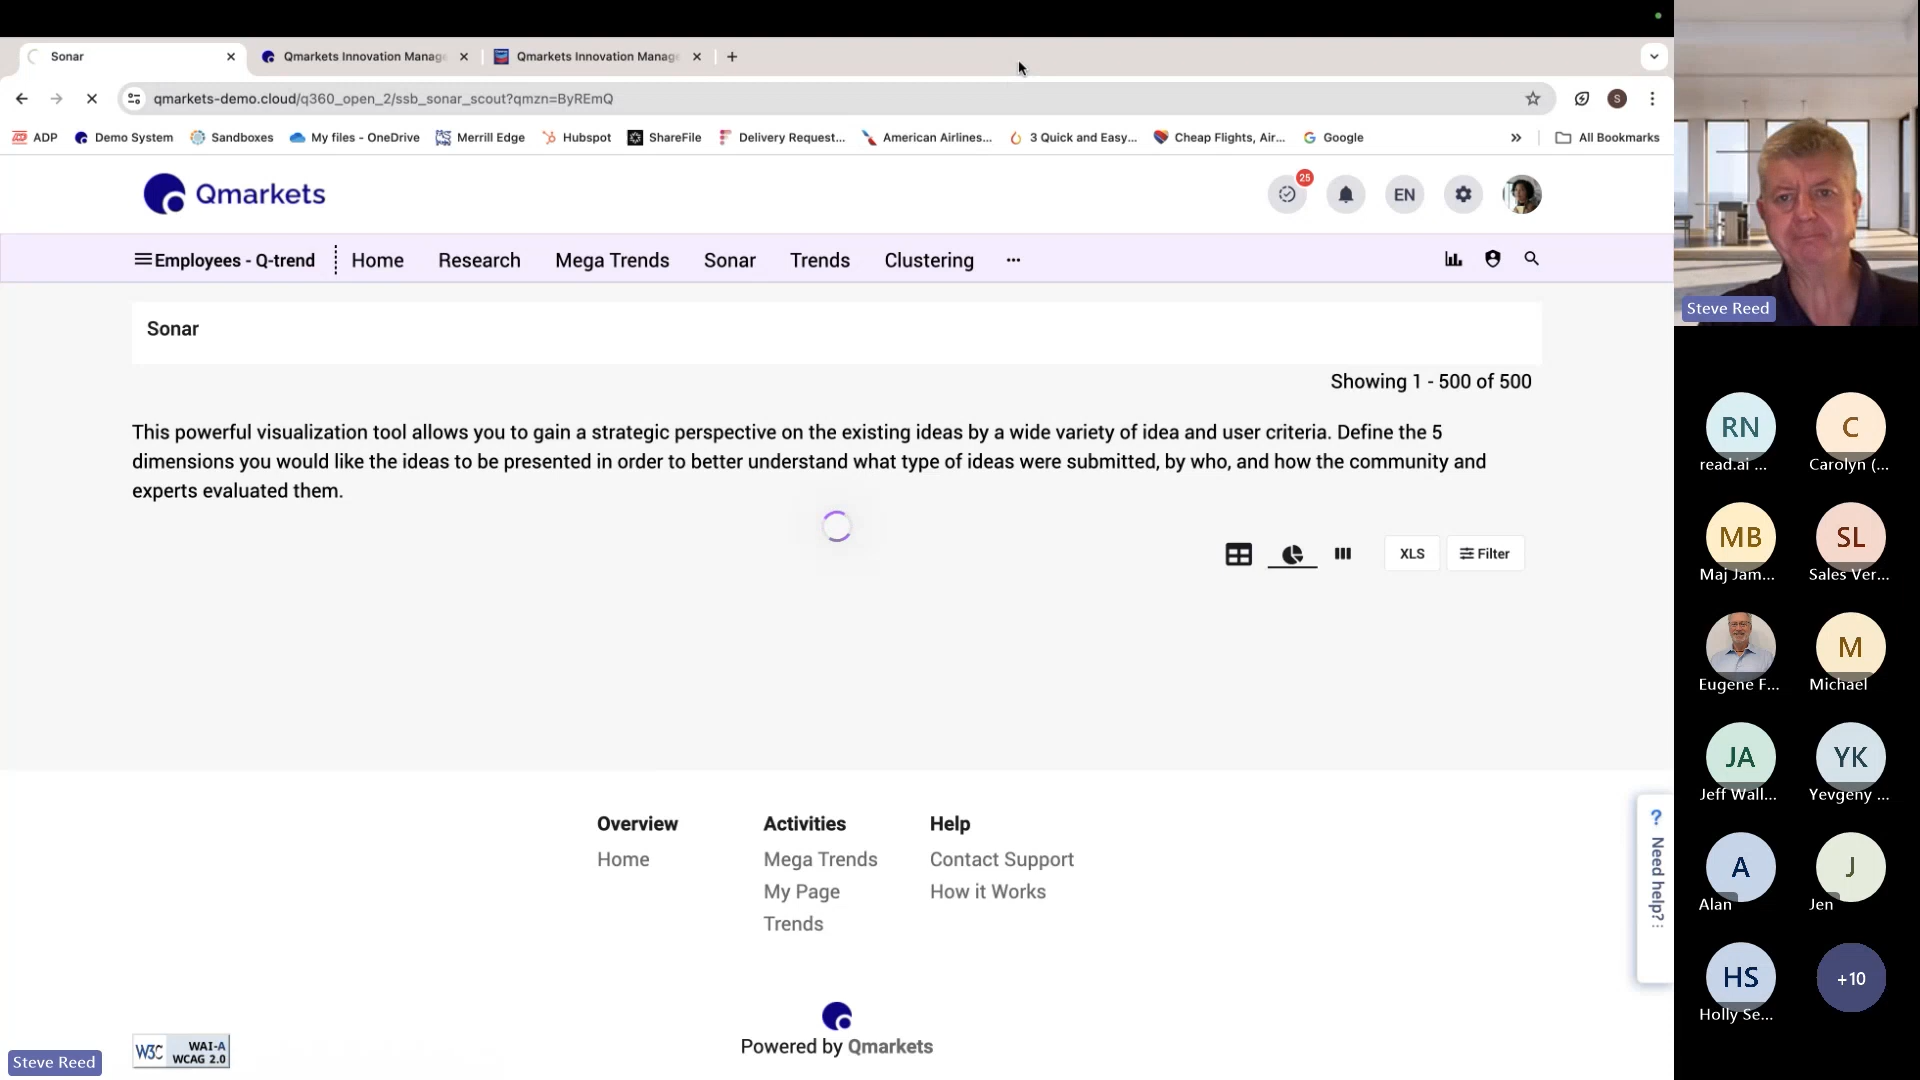 Sonar
Qmarkets Innovation Manag
Qmarkets Innovation Manag
qmarkets-demo.cloud/q360_open_2/ssb_sonar_scout?qmzn=ByREmQ
S
ADP
Demo System
Sandboxes
My files - OneDrive
Merrill Edge
Hubspot
ShareFile
Delivery Request...
American Airlines...
3 Quick and Easy...
Cheap Flights, Air...
Google
All Bookmarks
Qmarkets
25
EN
Employees - Q-trend
Home
Research
Mega Trends
Sonar
Trends
Clustering
Sonar
Showing 1 - 500 of 500
This powerful visualization tool allows you to gain a strategic perspective on the existing ideas by a wide variety of idea and user criteria. Define the 5
dimensions you would like the ideas to be presented in order to better understand what type of ideas were submitted, by who, and how the community and
experts evaluated them.
XLS
Filter
Overview
Home
Activities
Mega Trends
My Page
Trends
Help
Contact Support
How it Works
? Need help?
Powered by Qmarkets
W3C WAI-A
WCAG 2.0
Steve Reed
Steve Reed
RN
read.ai ...
C
Carolyn (...
MB
Maj Jam...
SL
Sales Ver...
Eugene F...
M
Michael
JA
Jeff Wall...
YK
Yevgeny ...
A
Alan
J
Jen
HS
Holly Se...
+10